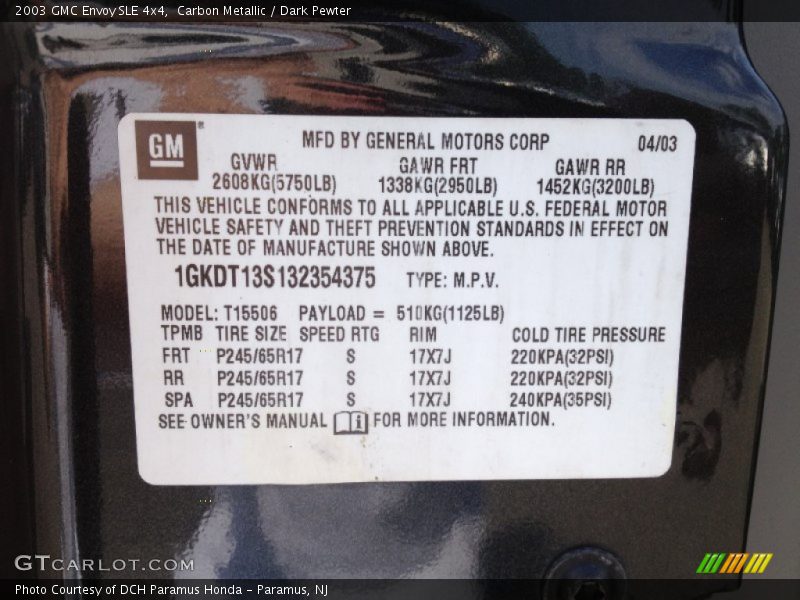 2003 GMC Envoy SLE 4x4, Carbon Metallic / Dark Pewter
GM ® MFD BY GENERAL MOTORS CORP 04/03
GVWR GAWR FRT GAWR RR
2608KG(5750LB) 1338KG(2950LB) 1452KG(3200LB)
THIS VEHICLE CONFORMS TO ALL APPLICABLE U.S. FEDERAL MOTOR
VEHICLE SAFETY AND THEFT PREVENTION STANDARDS IN EFFECT ON
THE DATE OF MANUFACTURE SHOWN ABOVE.
1GKDT13S132354375 TYPE: M.P.V.
MODEL: T15506 PAYLOAD = 510KG(1125LB)
TPMB TIRE SIZE SPEED RTG RIM COLD TIRE PRESSURE
FRT P245/65R17 S 17X7J 220KPA(32PSI)
RR P245/65R17 S 17X7J 220KPA(32PSI)
SPA P245/65R17 S 17X7J 240KPA(35PSI)
SEE OWNER'S MANUAL i FOR MORE INFORMATION.
GTCARLOT.COM
Photo Courtesy of DCH Paramus Honda - Paramus, NJ